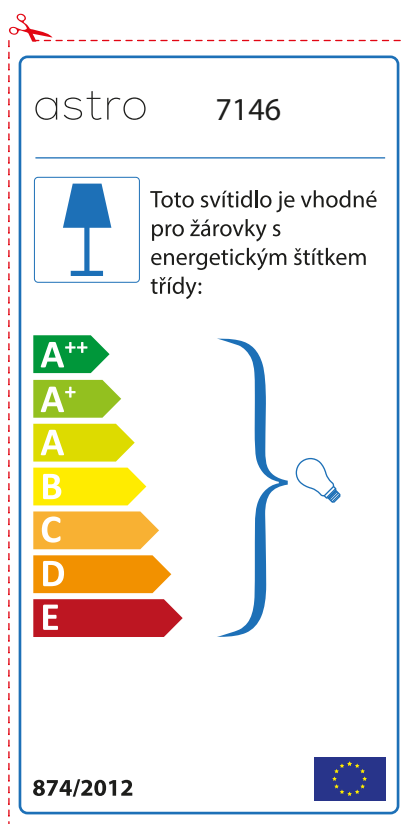 astro 7146
Toto svítidlo je vhodné
pro žárovky s
energetickým štítkem
třídy:
A++
A+
A
B
C
D
E
874/2012